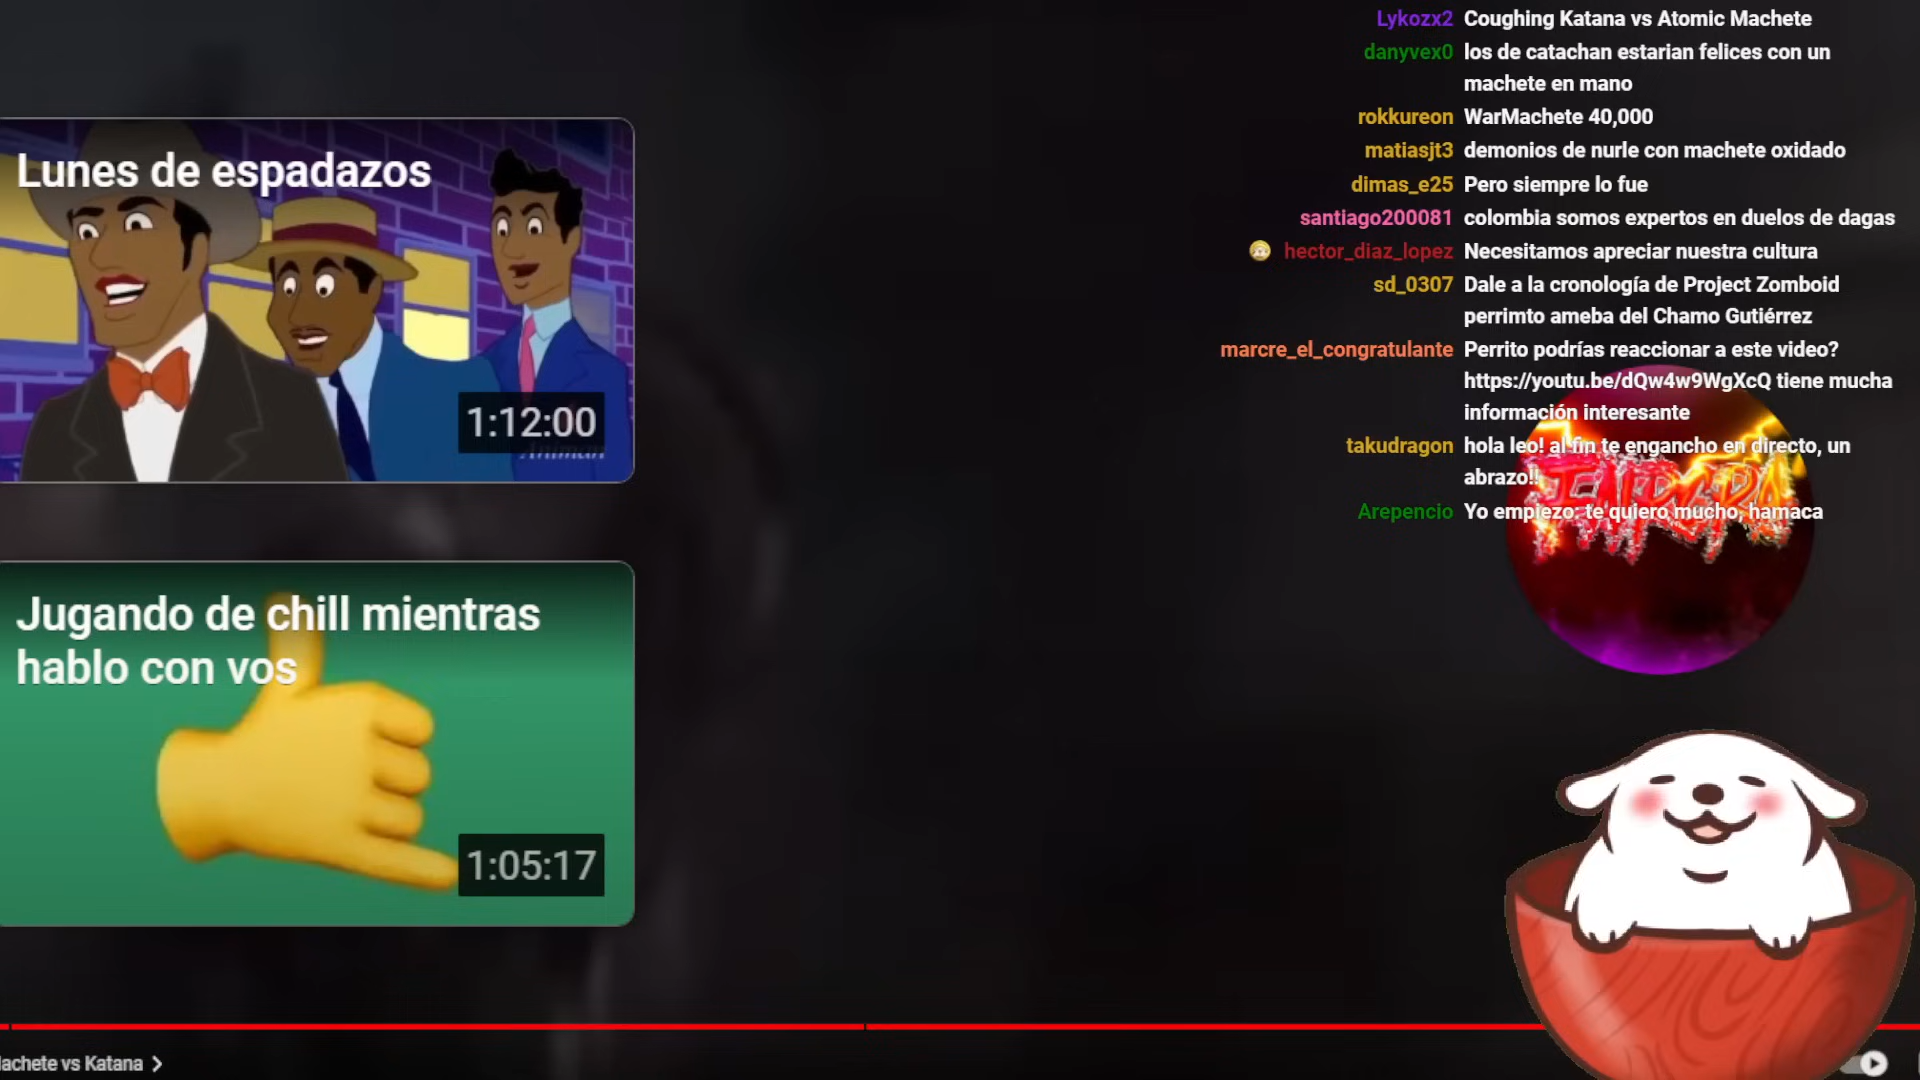 Lunes de espadazos
1:12:00
Jugando de chill mientras
hablo con vos
1:05:17
achete vs Katana
Lykozx2 Coughing Katana vs Atomic Machete
danyvex0 los de catachan estarian felices con un
machete en mano
rokkureon WarMachete 40,000
matiasjt3 demonios de nurle con machete oxidado
dimas_e25 Pero siempre lo fue
santiago200081 colombia somos expertos en duelos de dagas
hector_diaz_lopez Necesitamos apreciar nuestra cultura
sd_0307 Dale a la cronología de Project Zomboid
perrimto ameba del Chamo Gutiérrez
marcre_el_congratulante Perrito podrías reaccionar a este video?
https://youtu.be/dQw4w9WgXcQ tiene mucha
información interesante
takudragon hola leo! al fin te engancho en directo, un
abrazo!!
Arepencio Yo empiezo: te quiero mucho, hamaca